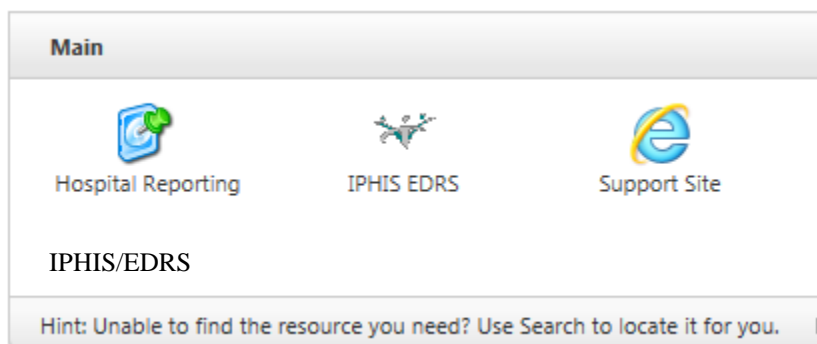 Main
Hospital Reporting IPHIS EDRS Support Site
IPHIS/EDRS
Hint: Unable to find the resource you need? Use Search to locate it for you.